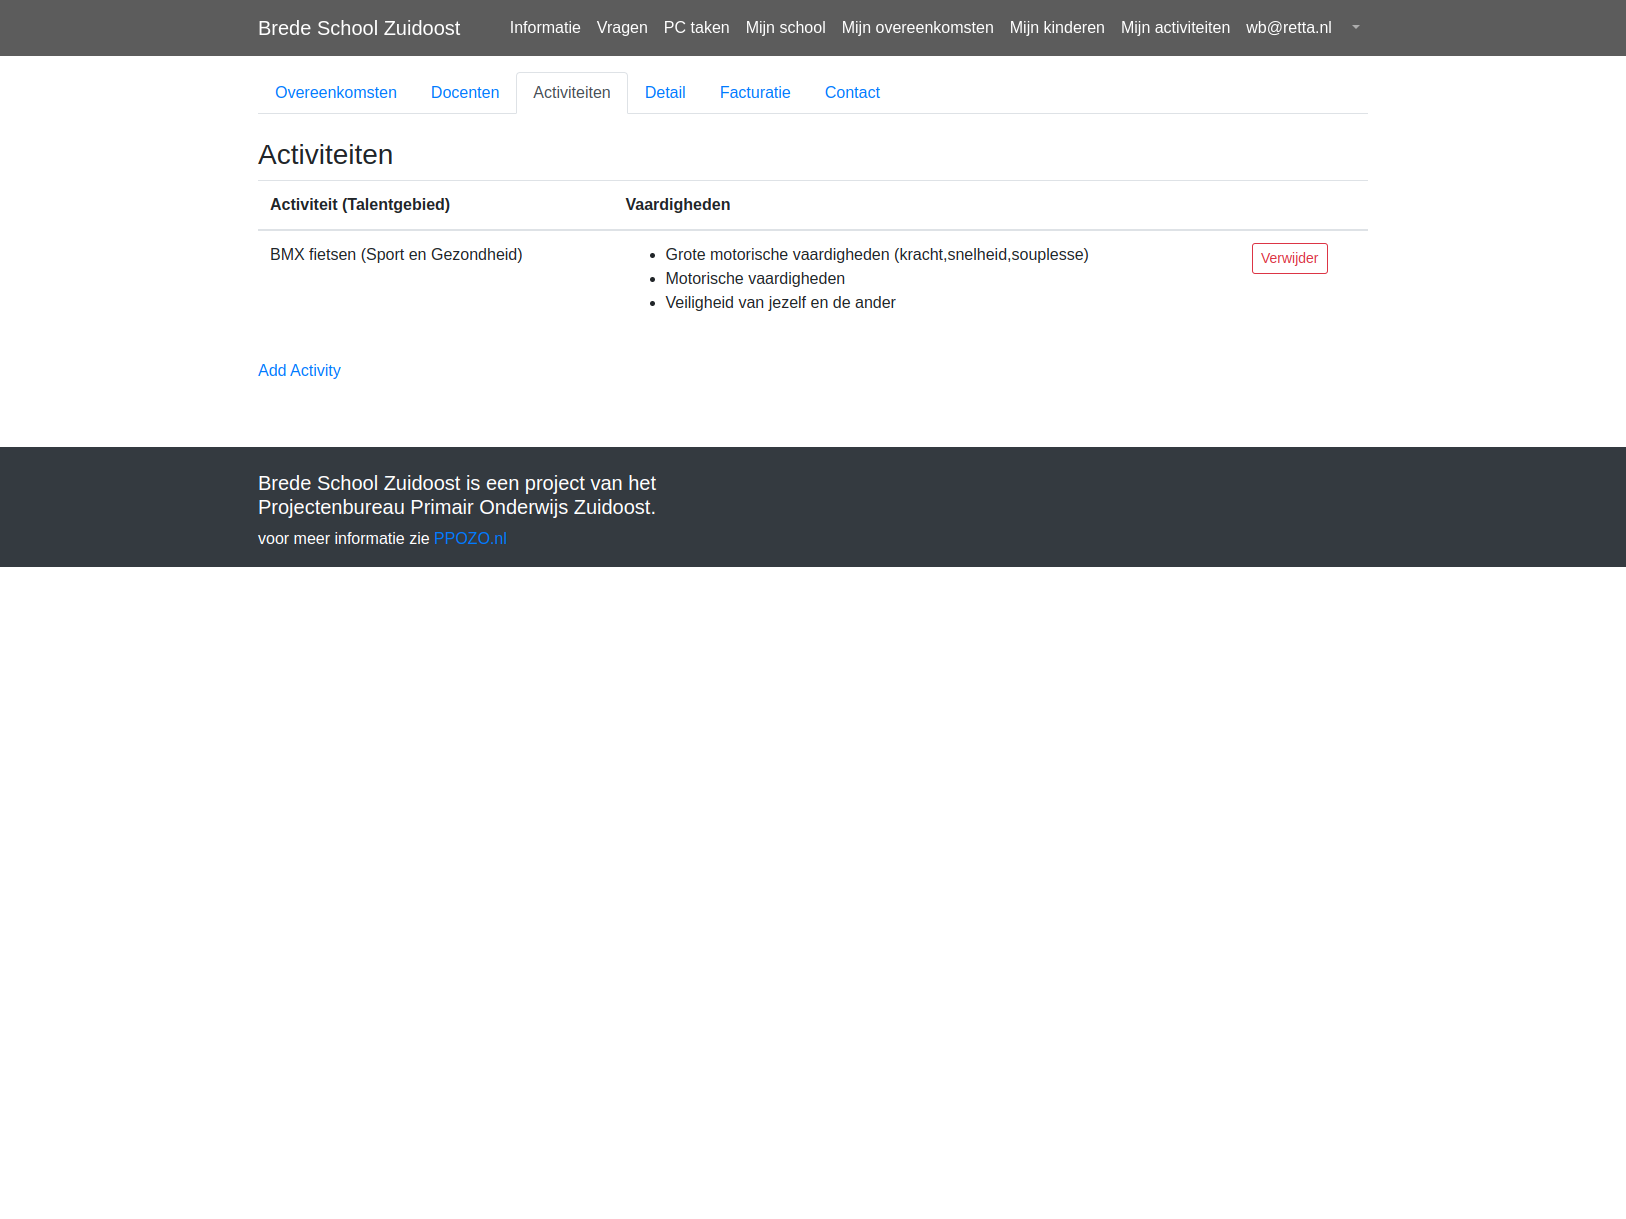 Brede School Zuidoost Informatie Vragen PC taken Mijn school Mijn overeenkomsten Mijn kinderen Mijn activiteiten wb@retta.nl
Overeenkomsten Docenten Activiteiten Detail Facturatie Contact
Activiteiten
Activiteit (Talentgebied) Vaardigheden
BMX fietsen (Sport en Gezondheid) • Grote motorische vaardigheden (kracht,snelheid,souplesse) Verwijder
• Motorische vaardigheden
• Veiligheid van jezelf en de ander
Add Activity
Brede School Zuidoost is een project van het
Projectenbureau Primair Onderwijs Zuidoost.
voor meer informatie zie PPOZO.nl